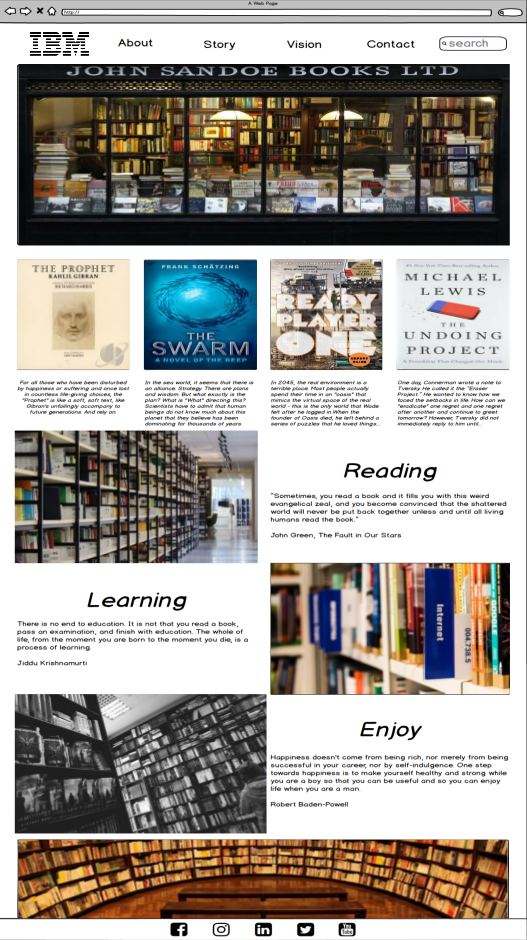 A Web Page
http://
IBM
About Story Vision Contact search
JOHN SANDOE BOOKS LTD
THE PROPHET
KAHLIL GIBRAN
FRANK SCHÄTZING
THE
SWARM
A NOVEL OF THE DEEP
READY
PLAYER
ONE
MICHAEL
LEWIS
THE
UNDOING
PROJECT
A Friendship That Changed Our Minds
For all those who have been disturbed
by happiness or suffering and once lost
in countless life-giving choices, the
"Prophet" is like a soft, soft text, like
Gibran's unfailingly accompany to
future generations. And rely on
In the sea world, it seems that there is
an alliance. Strategy. There are plans
and wisdom. But what exactly is the
plan? What is "What" directing this?
Scientists have to admit that human
beings do not know much about this
planet that they believe has been
dominating for thousands of years.
In 2045, the real environment is a
terrible place. Most people actually
spend their time in an "oasis" that
mimics the virtual space of the real
world - this is the only world that Wade
felt after he logged in.When the
founder of Oasis died, he left behind a
series of puzzles that he loved things...
One day, Cannerman wrote a note to
Tversky. He called it the "Eraser
Project." He wanted to know how we
faced the setbacks in life. How can we
"eradicate" one regret and one regret
after another and continue to greet
tomorrow? However, Tversky did not
immediately reply to him until...
Reading
"Sometimes, you read a book and it fills you with this weird
evangelical zeal, and you become convinced that the shattered
world will never be put back together unless and until all living
humans read the book."
John Green, The Fault in Our Stars
Learning
There is no end to education. It is not that you read a book,
pass an examination, and finish with education. The whole of
life, from the moment you are born to the moment you die, is a
process of learning.
Jiddu Krishnamurti
Internet
004.738.5
Enjoy
Happiness doesn't come from being rich, nor merely from being
successful in your career, nor by self-indulgence. One step
towards happiness is to make yourself healthy and strong while
you are a boy so that you can be useful and so you can enjoy
life when you are a man.
Robert Baden-Powell
You
Tube